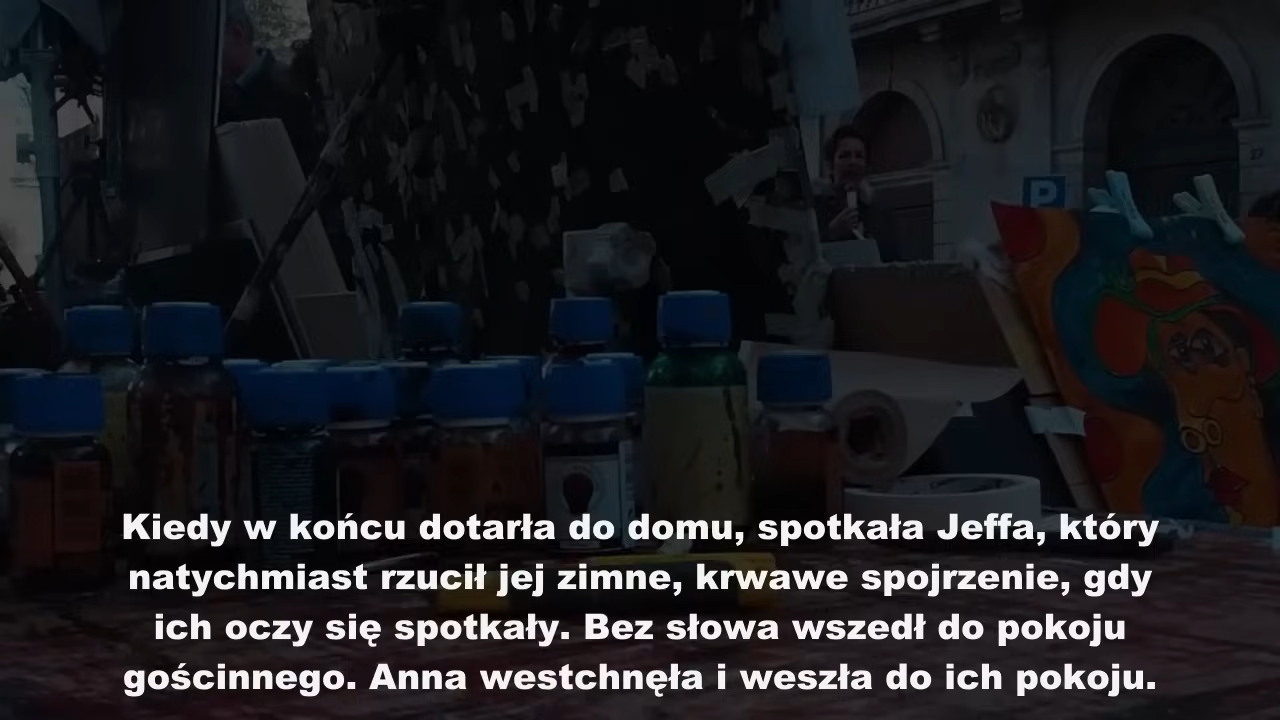 P
Kiedy w końcu dotarła do domu, spotkała Jeffa, który
natychmiast rzucił jej zimne, krwawe spojrzenie, gdy
ich oczy się spotkały. Bez słowa wszedł do pokoju
gościnnego. Anna westchnęła i weszła do ich pokoju.